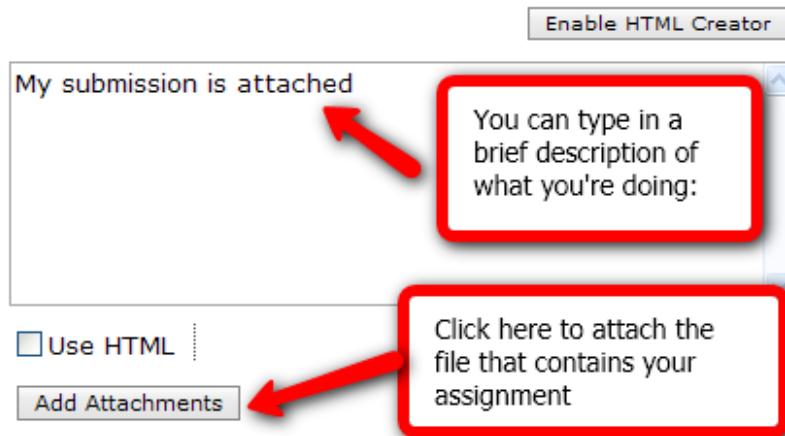 Enable HTML Creator
My submission is attached
You can type in a
brief description of
what you're doing:
Click here to attach the
file that contains your
assignment
Use HTML
Add Attachments